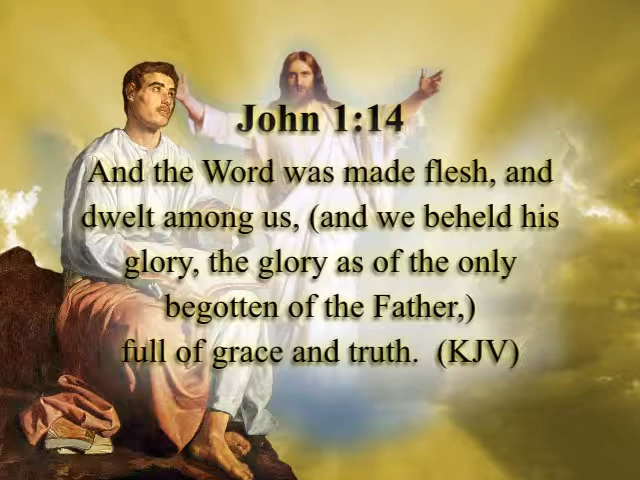 John 1:14
And the Word was made flesh, and
dwelt among us, (and we beheld his
glory, the glory as of the only
begotten of the Father,)
full of grace and truth.  (KJV)